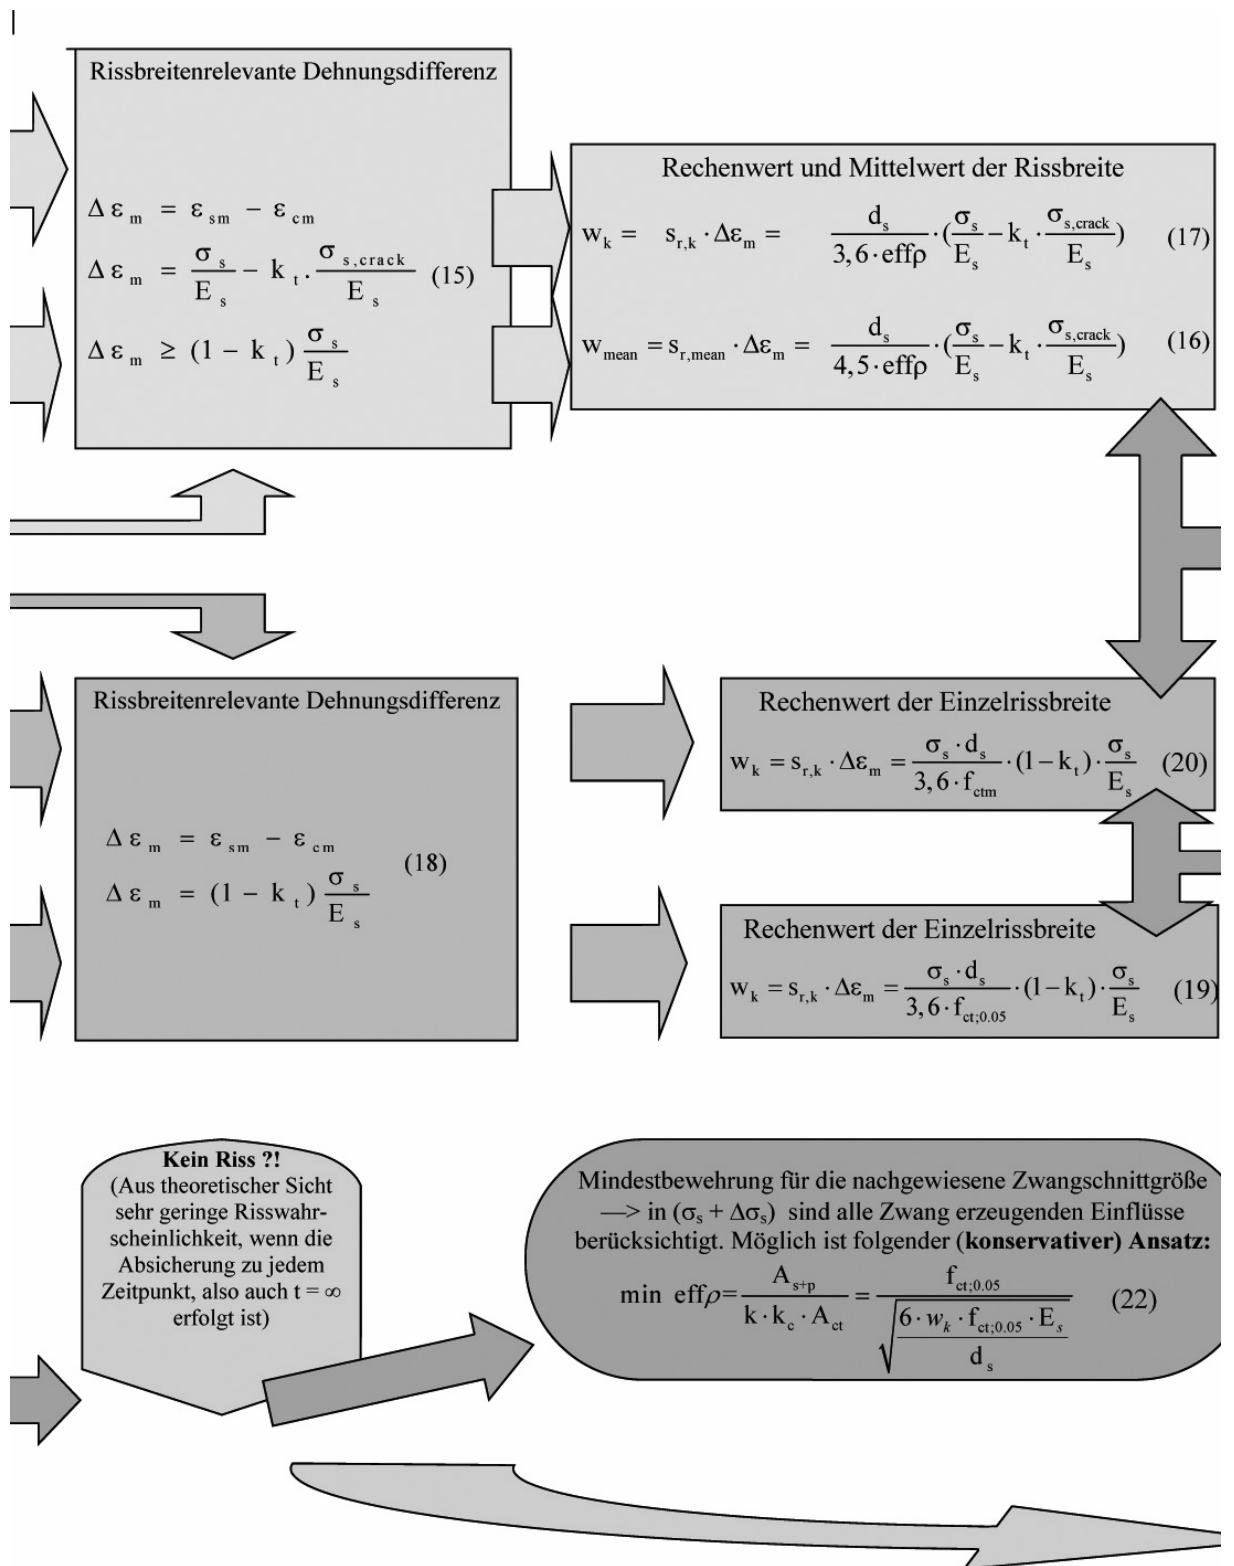 Rissbreitenrelevante Dehnungsdifferenz
Δ ε m = ε sm − ε cm
Δ ε m = σ s / E s − k t · σ s,crack / E s (15)
Δ ε m ≥ (1 − k t) σ s / E s
Rechenwert und Mittelwert der Rissbreite
w k = s r,k · Δε m = d s / 3,6 · effρ · (σ s / E s − k t · σ s,crack / E s) (17)
w mean = s r,mean · Δε m = d s / 4,5 · effρ · (σ s / E s − k t · σ s,crack / E s) (16)
Rissbreitenrelevante Dehnungsdifferenz
Δ ε m = ε sm − ε cm
Δ ε m = (1 − k t) σ s / E s (18)
Rechenwert der Einzelrissbreite
w k = s r,k · Δε m = σ s · d s / 3,6 · f ctm · (1 − k t) · σ s / E s (20)
Rechenwert der Einzelrissbreite
w k = s r,k · Δε m = σ s · d s / 3,6 · f ct;0.05 · (1 − k t) · σ s / E s (19)
Kein Riss ?!
(Aus theoretischer Sicht
sehr geringe Risswahr-
scheinlichkeit, wenn die
Absicherung zu jedem
Zeitpunkt, also auch t = ∞
erfolgt ist)
Mindestbewehrung für die nachgewiesene Zwangschnittgröße
—> in (σ s + Δσ s) sind alle Zwang erzeugenden Einflüsse
berücksichtigt. Möglich ist folgender (konservativer) Ansatz:
min effρ = A s+p / k · k c · A ct = f ct;0.05 / √(6 · w k · f ct;0.05 · E s / d s) (22)